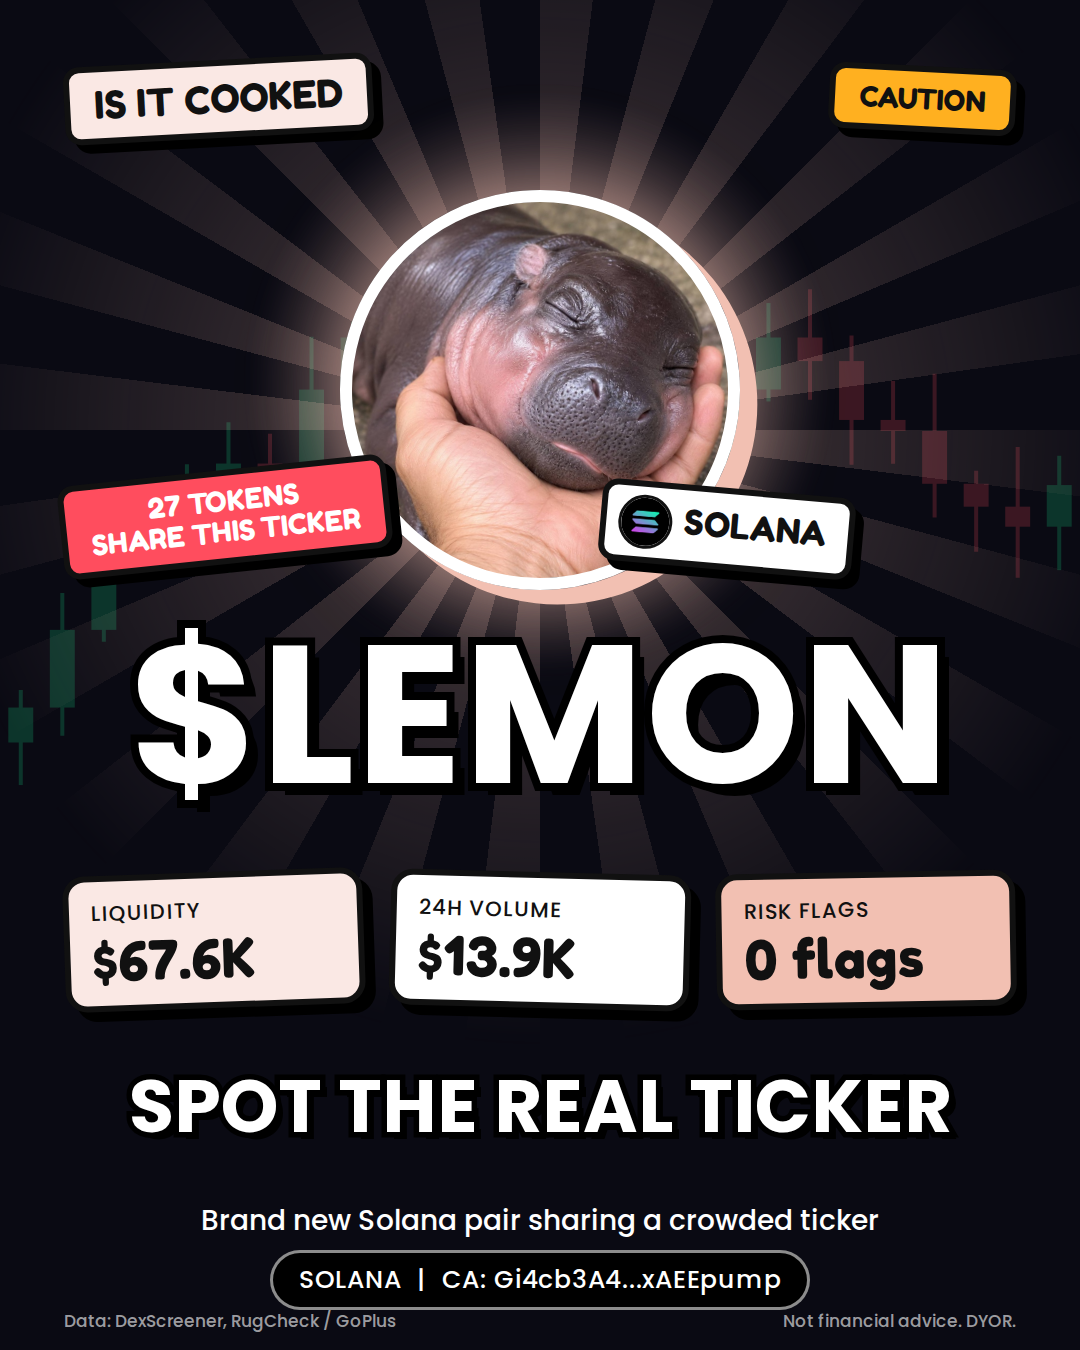 IS IT COOKED
CAUTION
27 TOKENS
SHARE THIS TICKER
SOLANA
$LEMON
LIQUIDITY
$67.6K
24H VOLUME
$13.9K
RISK FLAGS
0 flags
SPOT THE REAL TICKER
Brand new Solana pair sharing a crowded ticker
SOLANA | CA: Gi4cb3A4...xAEEpump
Data: DexScreener, RugCheck / GoPlus
Not financial advice. DYOR.